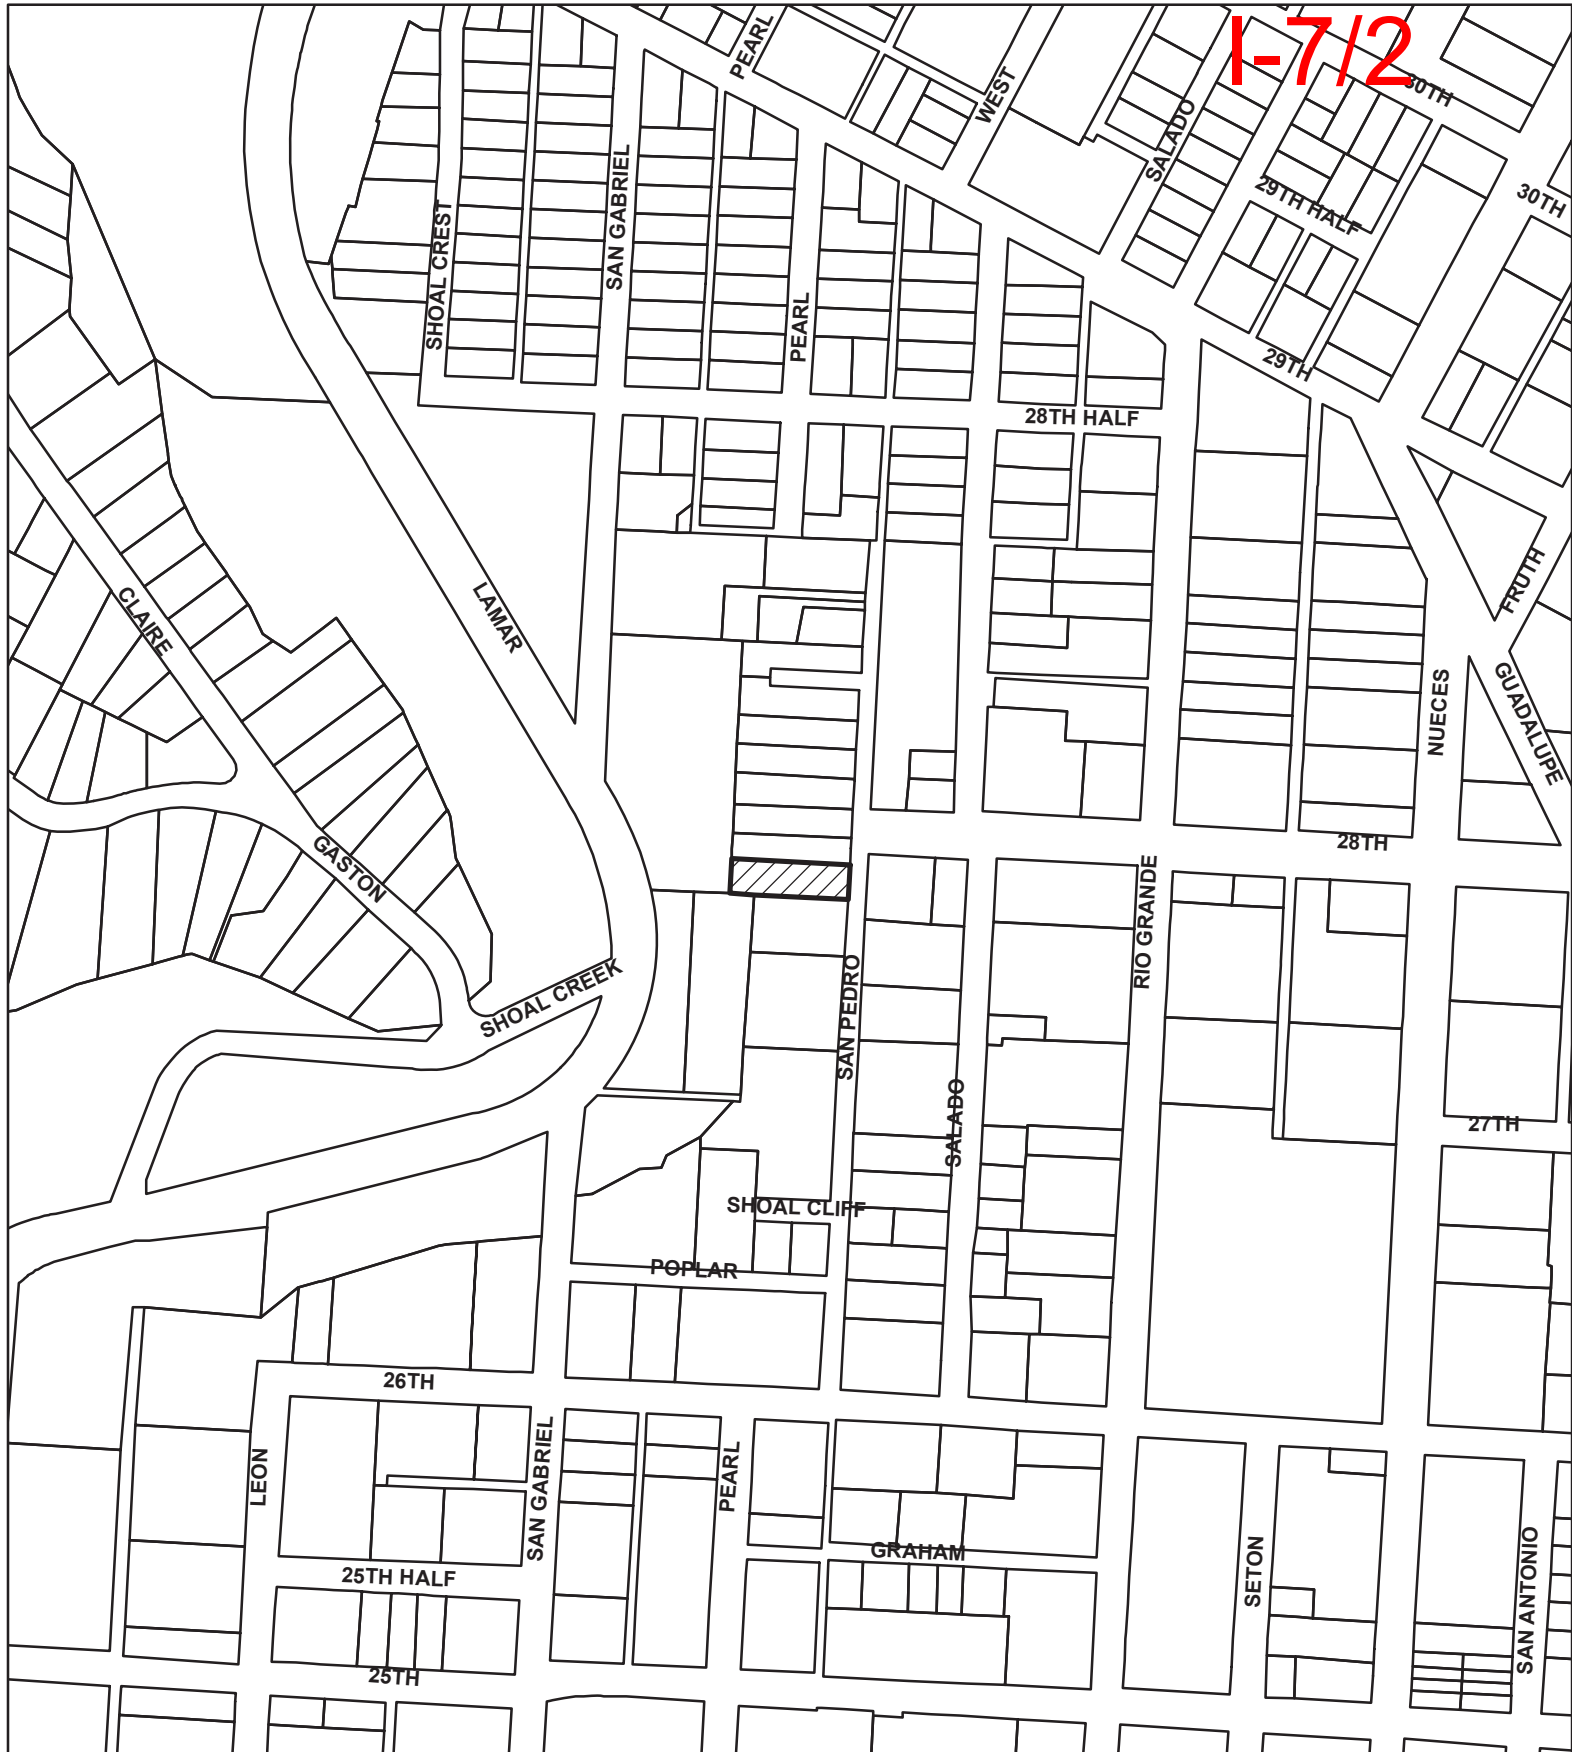 I-7/2
PEARL
WEST
30TH
SALADO
SAN GABRIEL
29TH HALF
30TH
SHOAL CREST
PEARL
29TH
28TH HALF
LAMAR
CLAIRE
FRUTH
NUECES
GUADALUPE
28TH
GASTON
RIO GRANDE
SHOAL CREEK
SAN PEDRO
SALADO
27TH
SHOAL CLIFF
POPLAR
26TH
LEON
SAN GABRIEL
PEARL
GRAHAM
25TH HALF
SETON
SAN ANTONIO
25TH